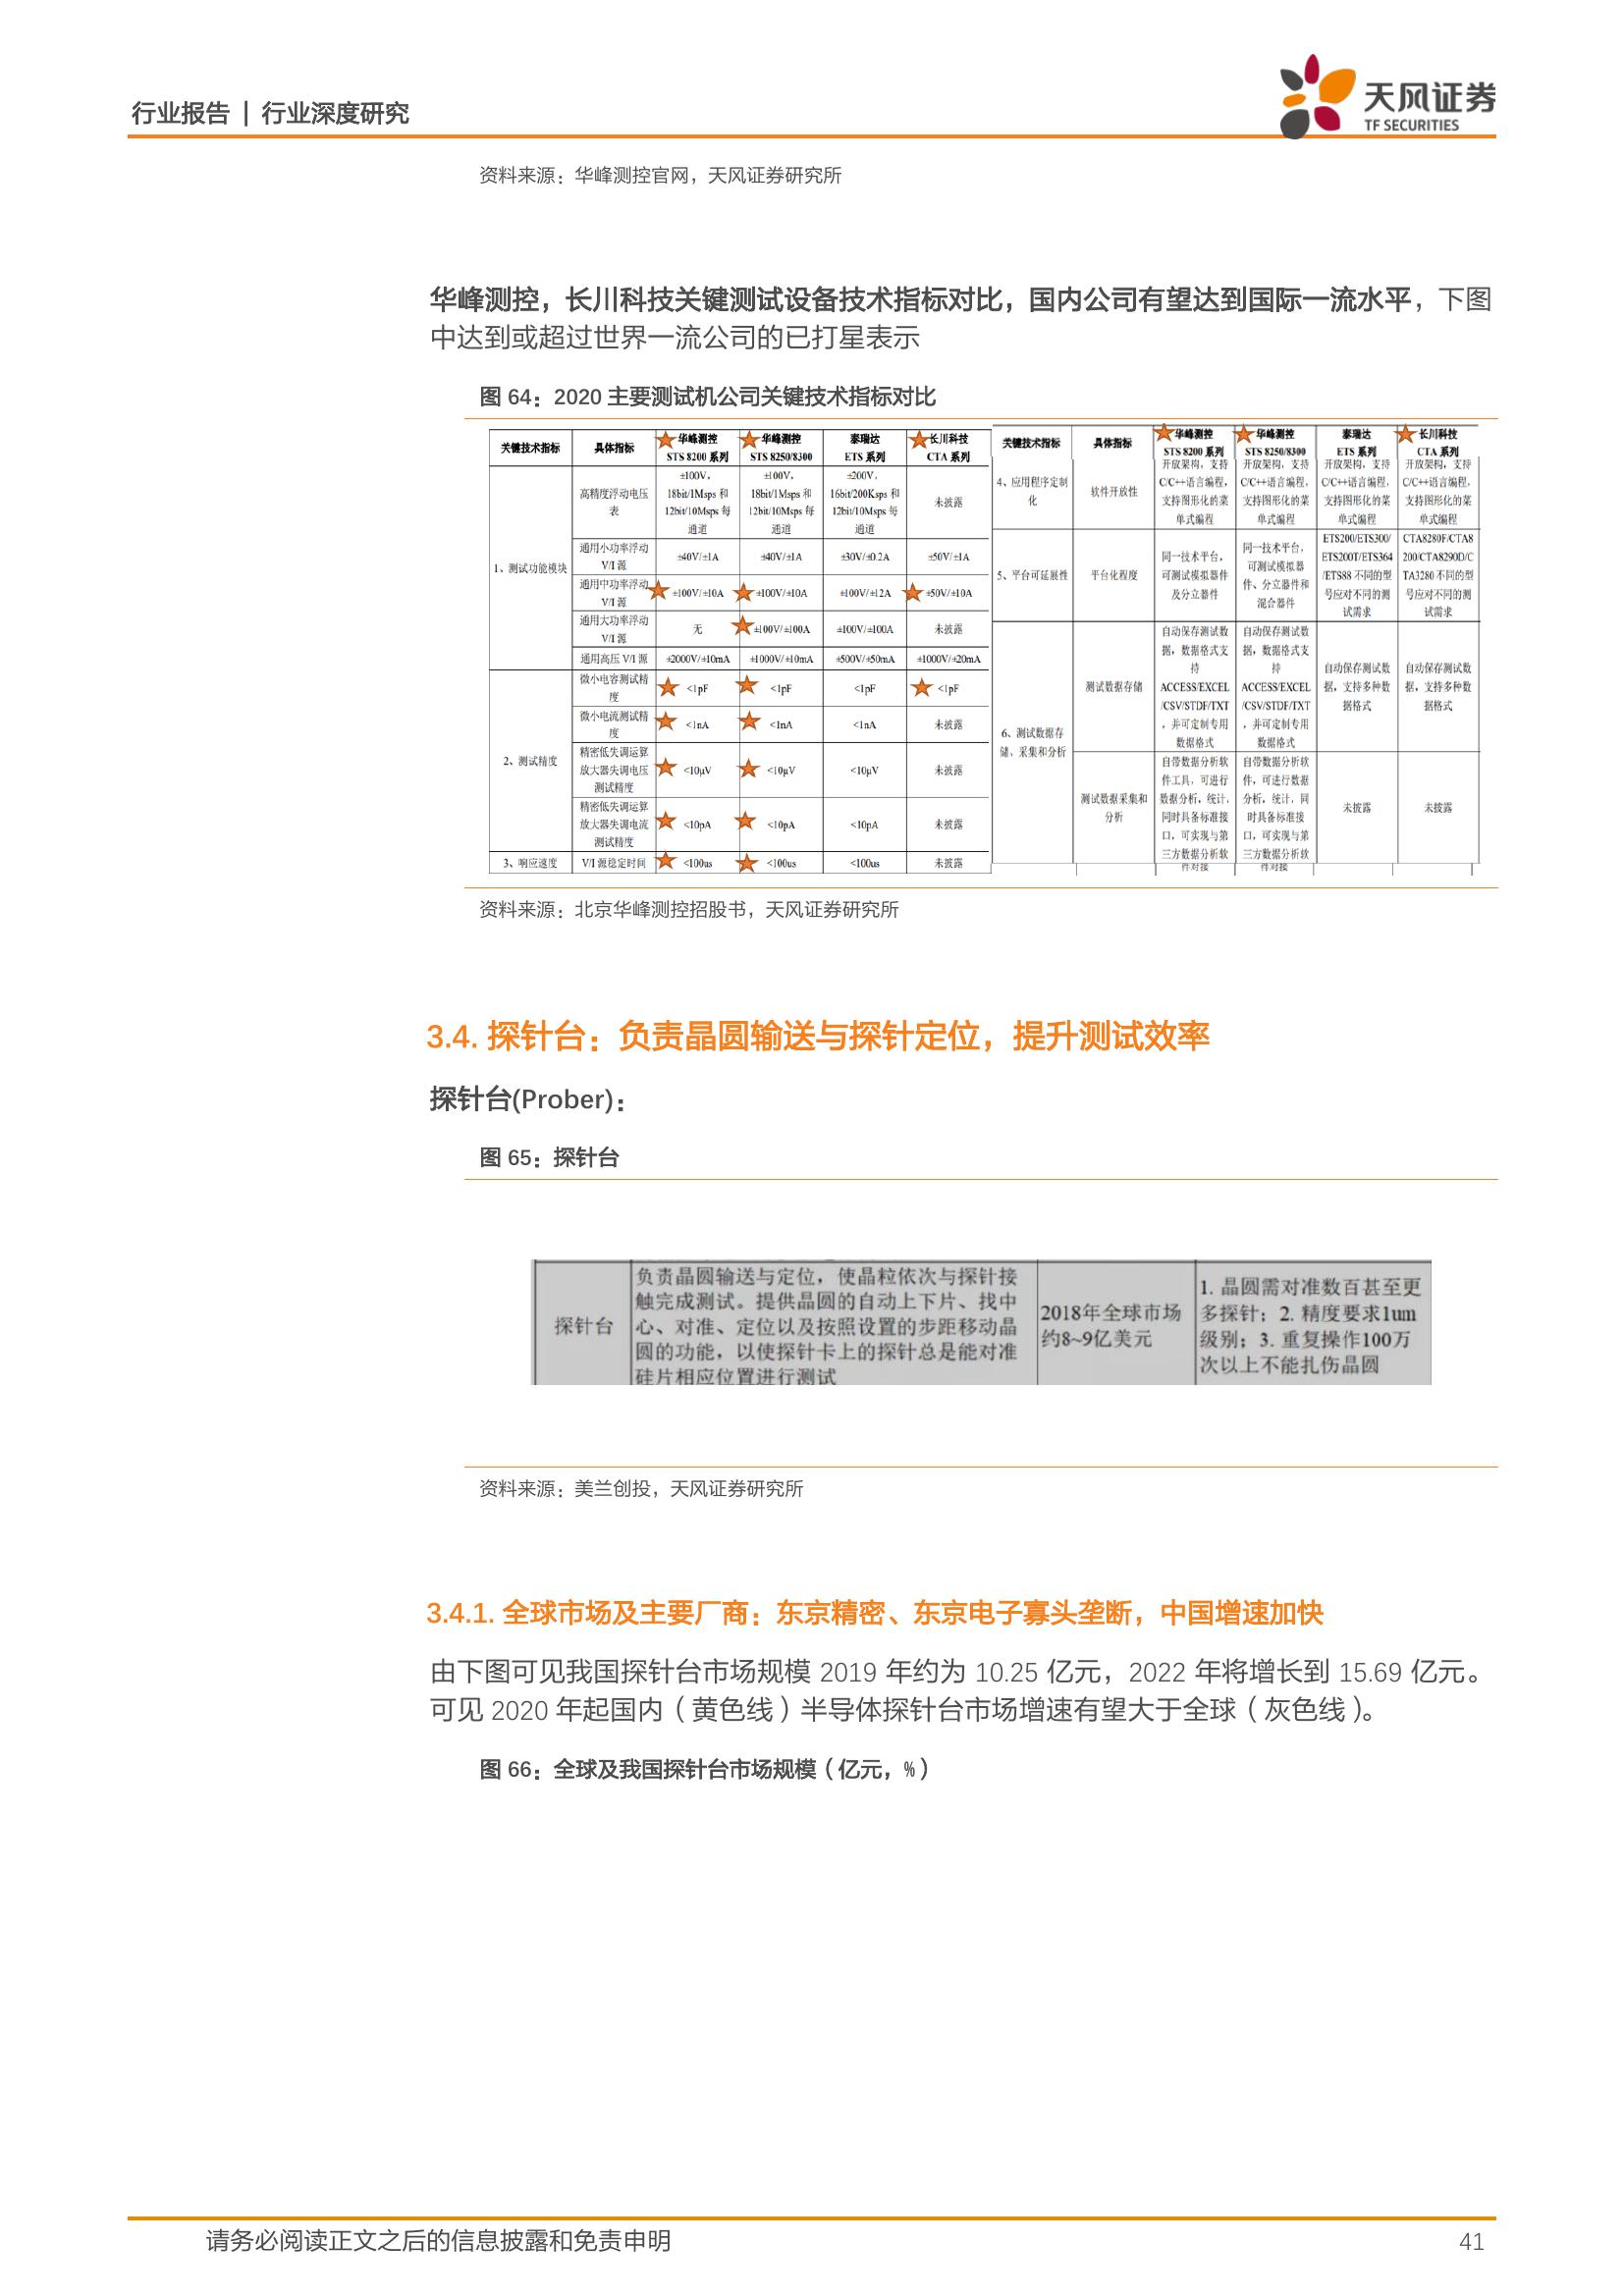 行业报告 | 行业深度研究
天风证券
TF SECURITIES
资料来源：华峰测控官网，天风证券研究所
华峰测控，长川科技关键测试设备技术指标对比，国内公司有望达到国际一流水平，下图
中达到或超过世界一流公司的已打星表示
图 64：2020 主要测试机公司关键技术指标对比
关键技术指标 具体指标 华峰测控 STS 8200 系列 华峰测控 STS 8250/8300 泰瑞达 ETS 系列 长川科技 CTA 系列
1、测试功能模块
高精度浮动电压表 ±100V，18bit/1Msps 和 12bit/10Msps 每通道 ±100V，18bit/1Msps 和 12bit/10Msps 每通道 ±200V，16bit/200Ksps 和 12bit/10Msps 每通道 未披露
通用小功率浮动 V/I 源 ±40V/±1A ±40V/±1A ±30V/±0.2A ±50V/±1A
通用中功率浮动 V/I 源 ±100V/±10A ±100V/±10A ±100V/±12A ±50V/±10A
通用大功率浮动 V/I 源 无 ±100V/±100A ±100V/±100A 未披露
通用高压 V/I 源 ±2000V/±10mA ±1000V/±10mA ±500V/±50mA ±1000V/±20mA
2、测试精度
微小电容测试精度 <1pF <1pF <1pF <1pF
微小电流测试精度 <1nA <1nA <1nA 未披露
精密低失调运算放大器失调电压测试精度 <10μV <10μV <10μV 未披露
精密低失调运算放大器失调电流测试精度 <10pA <10pA <10pA 未披露
3、响应速度 V/I 源稳定时间 <100us <100us <100us 未披露
关键技术指标 具体指标 华峰测控 STS 8200 系列 华峰测控 STS 8250/8300 泰瑞达 ETS 系列 长川科技 CTA 系列
4、应用程序定制化 软件开放性 开放架构，支持C/C++语言编程，支持图形化的菜单式编程 开放架构，支持C/C++语言编程，支持图形化的菜单式编程 开放架构，支持C/C++语言编程，支持图形化的菜单式编程 开放架构，支持C/C++语言编程，支持图形化的菜单式编程
5、平台可延展性 平台化程度 同一技术平台，可测试模拟器件及分立器件 同一技术平台，可测试模拟器件、分立器件和混合器件 ETS200/ETS300/ETS200T/ETS364/ETS88 不同的型号应对不同的测试需求 CTA8280F/CTA8200/CTA8290D/CTA3280 不同的型号应对不同的测试需求
6、测试数据存储、采集和分析
测试数据存储 自动保存测试数据，数据格式支持 ACCESS/EXCEL/CSV/STDF/TXT，并可定制专用数据格式 自动保存测试数据，数据格式支持 ACCESS/EXCEL/CSV/STDF/TXT，并可定制专用数据格式 自动保存测试数据，支持多种数据格式 自动保存测试数据，支持多种数据格式
测试数据采集和分析 自带数据分析软件工具，可进行数据分析，统计，同时具备标准接口，可实现与第三方数据分析软件对接 自带数据分析软件，可进行数据分析，统计，同时具备标准接口，可实现与第三方数据分析软件对接 未披露 未披露
资料来源：北京华峰测控招股书，天风证券研究所
3.4. 探针台：负责晶圆输送与探针定位，提升测试效率
探针台(Prober)：
图 65：探针台
探针台
负责晶圆输送与定位，使晶粒依次与探针接
触完成测试。提供晶圆的自动上下片、找中
心、对准、定位以及按照设置的步距移动晶
圆的功能，以使探针卡上的探针总是能对准
硅片相应位置进行测试
2018年全球市场
约8~9亿美元
1. 晶圆需对准数百甚至更
多探针；2. 精度要求1um
级别；3. 重复操作100万
次以上不能扎伤晶圆
资料来源：美兰创投，天风证券研究所
3.4.1. 全球市场及主要厂商：东京精密、东京电子寡头垄断，中国增速加快
由下图可见我国探针台市场规模 2019 年约为 10.25 亿元，2022 年将增长到 15.69 亿元。
可见 2020 年起国内（黄色线）半导体探针台市场增速有望大于全球（灰色线）。
图 66：全球及我国探针台市场规模（亿元，%）
请务必阅读正文之后的信息披露和免责申明
41